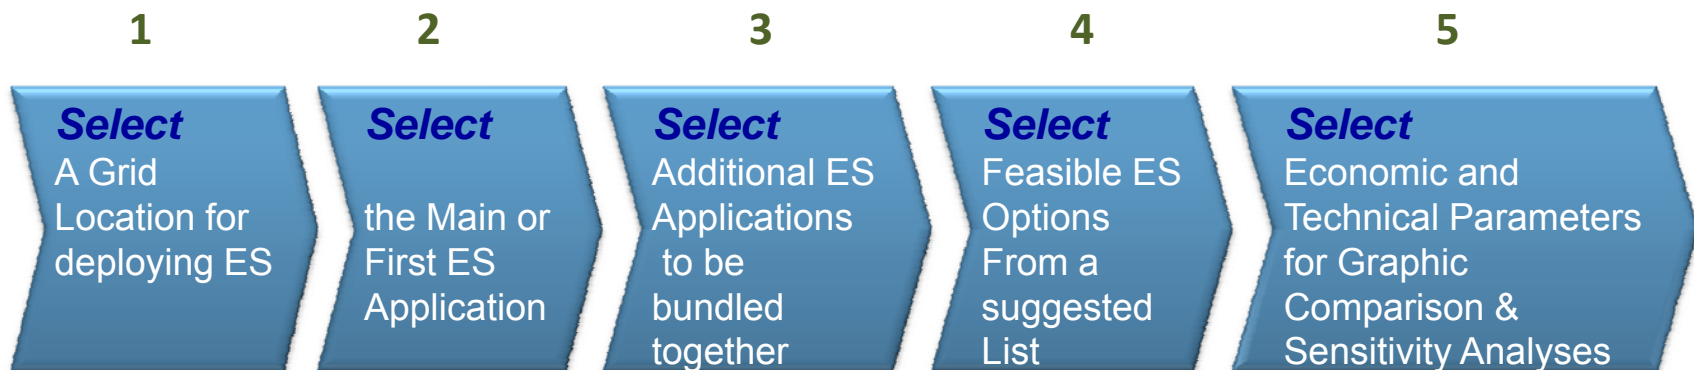 1
2
3
4
5
Select
A Grid
Location for
deploying ES
Select
the Main or
First ES
Application
Select
Additional ES
Applications
to be
bundled
together
Select
Feasible ES
Options
From a
suggested
List
Select
Economic and
Technical Parameters
for Graphic
Comparison &
Sensitivity Analyses